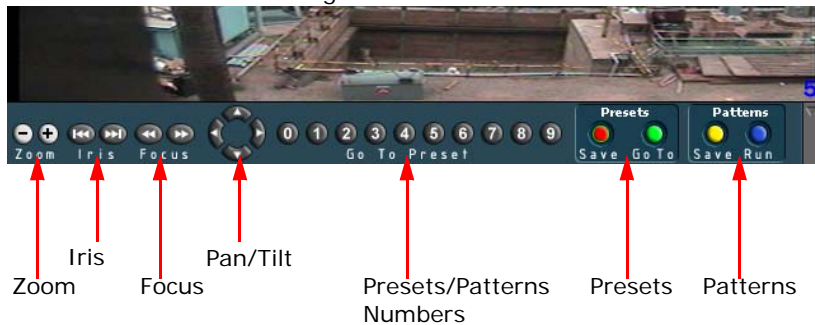 5
Presets Patterns
0 1 2 3 4 5 6 7 8 9
Zoom Iris Focus Go To Preset Save Go To Save Run
Iris Pan/Tilt
Zoom Focus Presets/Patterns Presets Patterns
Numbers